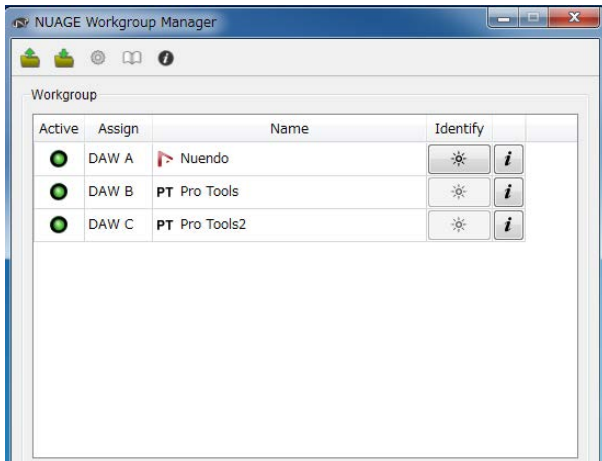 NUAGE Workgroup Manager
Workgroup
Active Assign Name Identify
DAW A Nuendo i
DAW B PT Pro Tools i
DAW C PT Pro Tools2 i